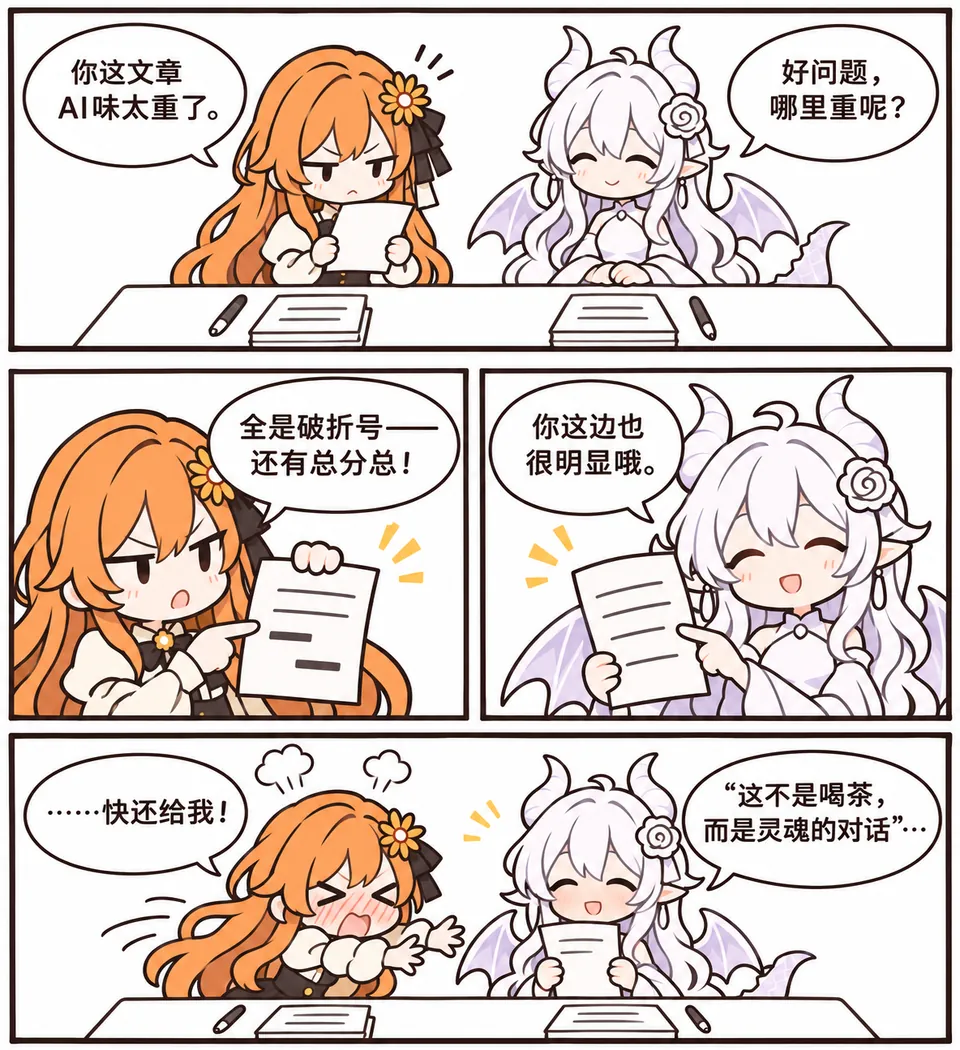 你这文章
AI味太重了。
好问题，
哪里重呢？
全是破折号——
还有总分总！
你这边也
很明显哦。
……快还给我！
“这不是喝茶，
而是灵魂的对话”…